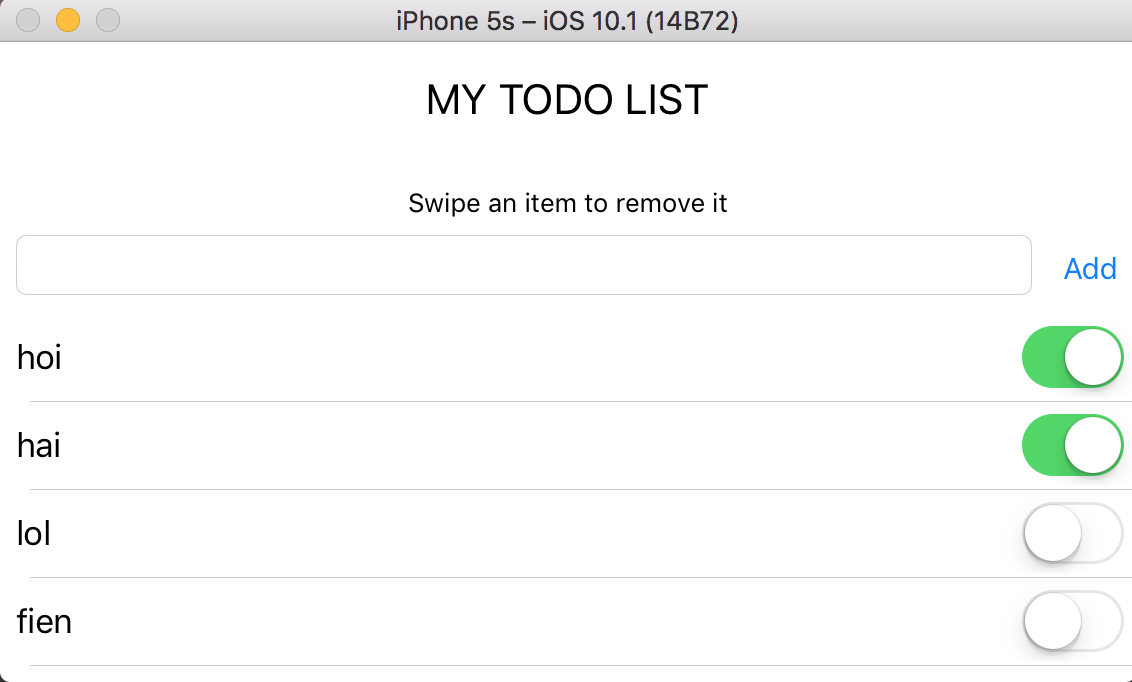 iPhone 5s – iOS 10.1 (14B72)
MY TODO LIST
Swipe an item to remove it
Add
hoi
hai
lol
fien